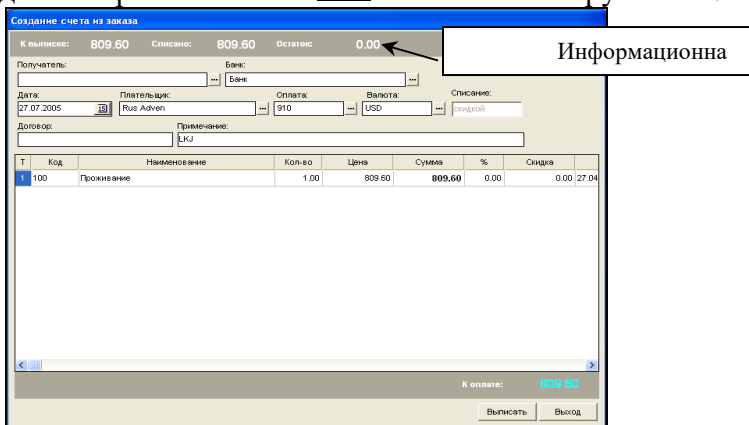 Создание счета из заказа
К выписке: 809.60 Списано: 809.60 Остаток: 0.00
Информационна
Получатель: Банк:
... Банк ...
Дата: Плательщик: Оплата: Валюта: Списание:
27.07.2005 15 Rus Adven ... 910 ... USD ... скидкой
Договор: Примечание:
LKJ
Т Код Наименование Кол-во Цена Сумма % Скидка
1 100 Проживание 1.00 809.60 809.60 0.00 0.00 27.04
К оплате: 809.60
Выписать Выход